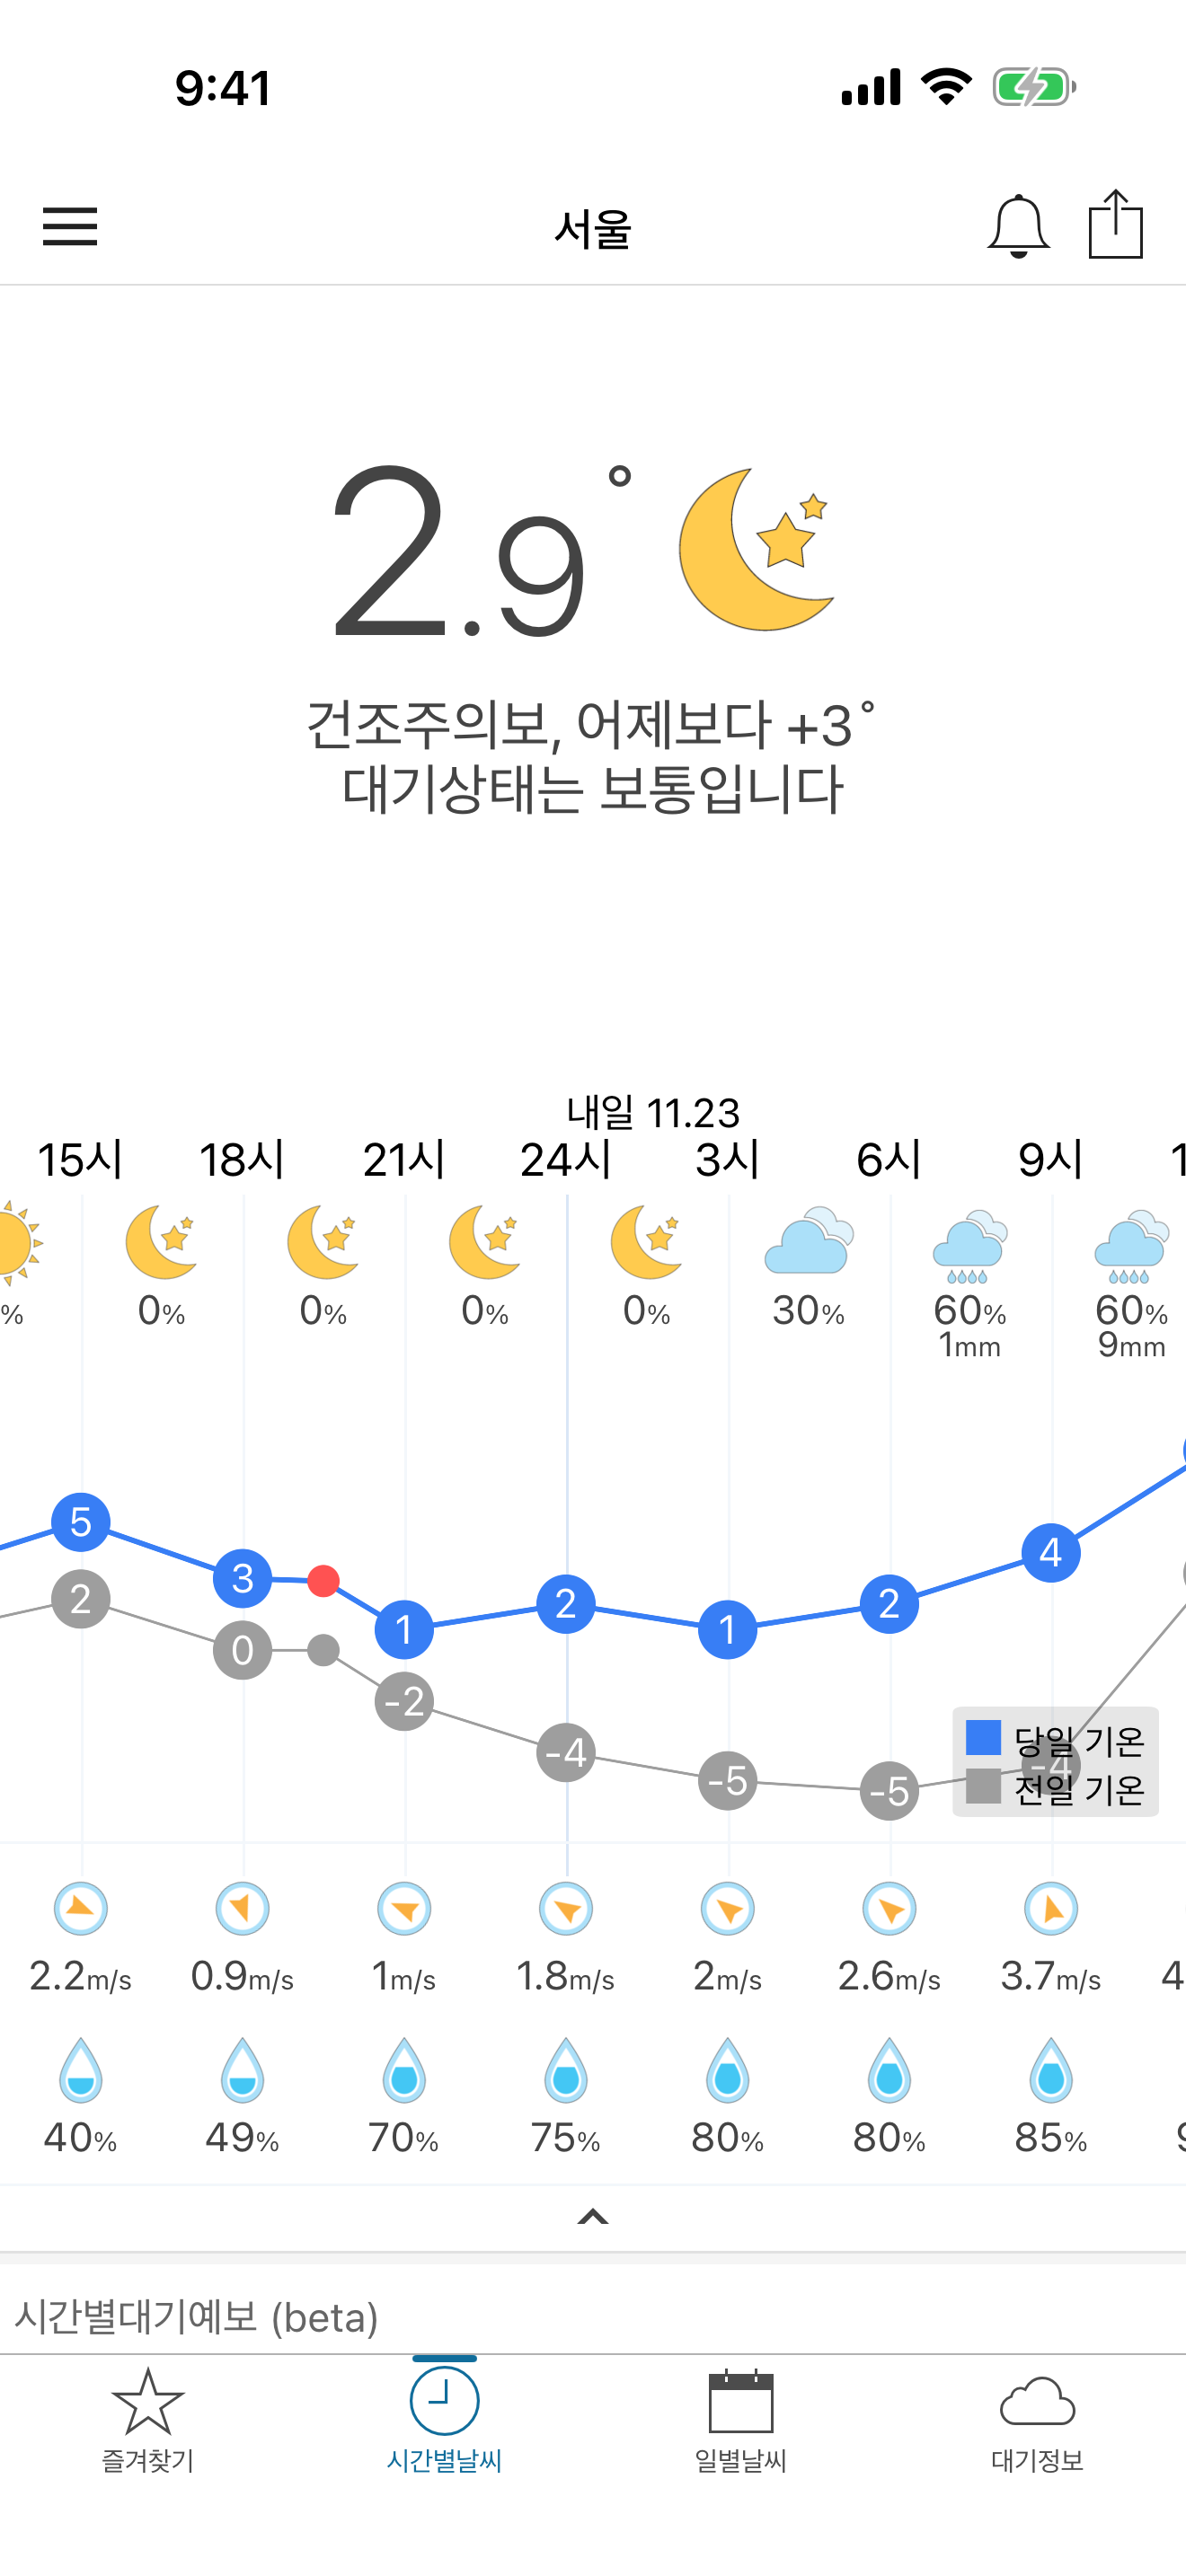 9:41
서울
2.9°
건조주의보, 어제보다 +3°
대기상태는 보통입니다
내일 11.23
15시 18시 21시 24시 3시 6시 9시 1
% 0% 0% 0% 0% 30% 60% 60%
1mm 9mm
5 3 1 2 1 2 4
2 0 -2 -4 -5 -5 -4
당일 기온
전일 기온
2.2m/s 0.9m/s 1m/s 1.8m/s 2m/s 2.6m/s 3.7m/s 4
40% 49% 70% 75% 80% 80% 85% 9
시간별대기예보 (beta)
즐겨찾기 시간별날씨 일별날씨 대기정보